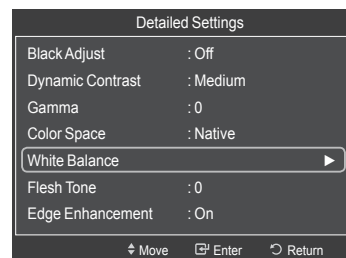 Detailed Settings
Black Adjust : Off
Dynamic Contrast : Medium
Gamma : 0
Color Space : Native
White Balance ►
Flesh Tone : 0
Edge Enhancement : On
Move Enter Return